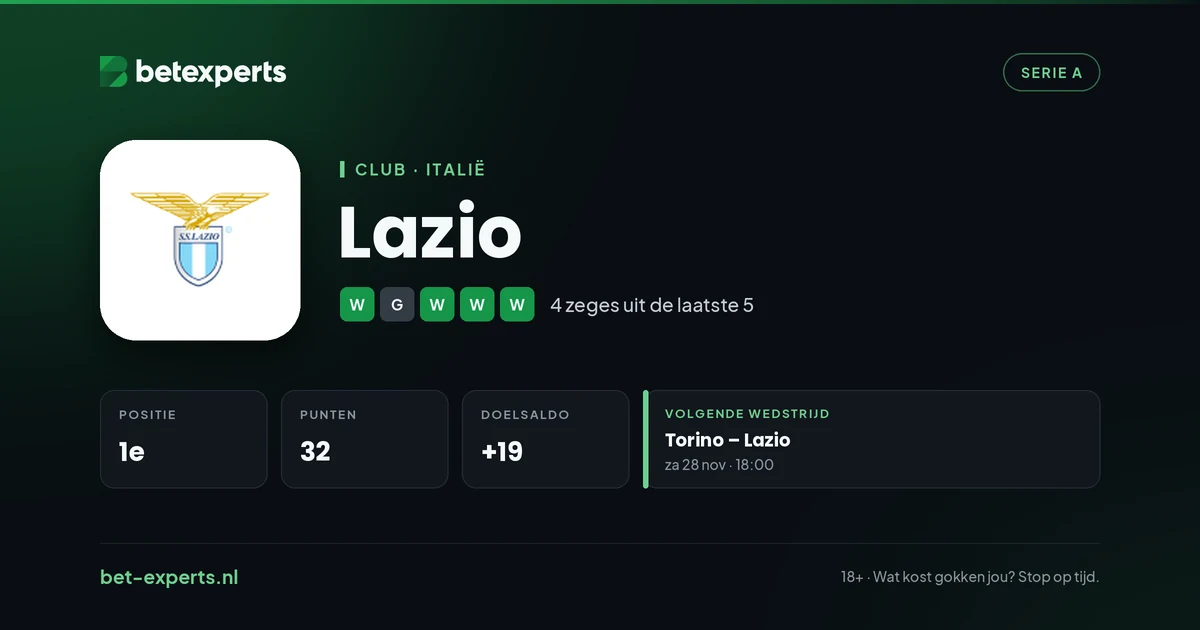 betexperts
SERIE A
CLUB · ITALIË
S.S.LAZIO
Lazio
W G W W W 4 zeges uit de laatste 5
POSITIE
1e
PUNTEN
32
DOELSALDO
+19
VOLGENDE WEDSTRIJD
Torino – Lazio
za 28 nov · 18:00
bet-experts.nl
18+ · Wat kost gokken jou? Stop op tijd.